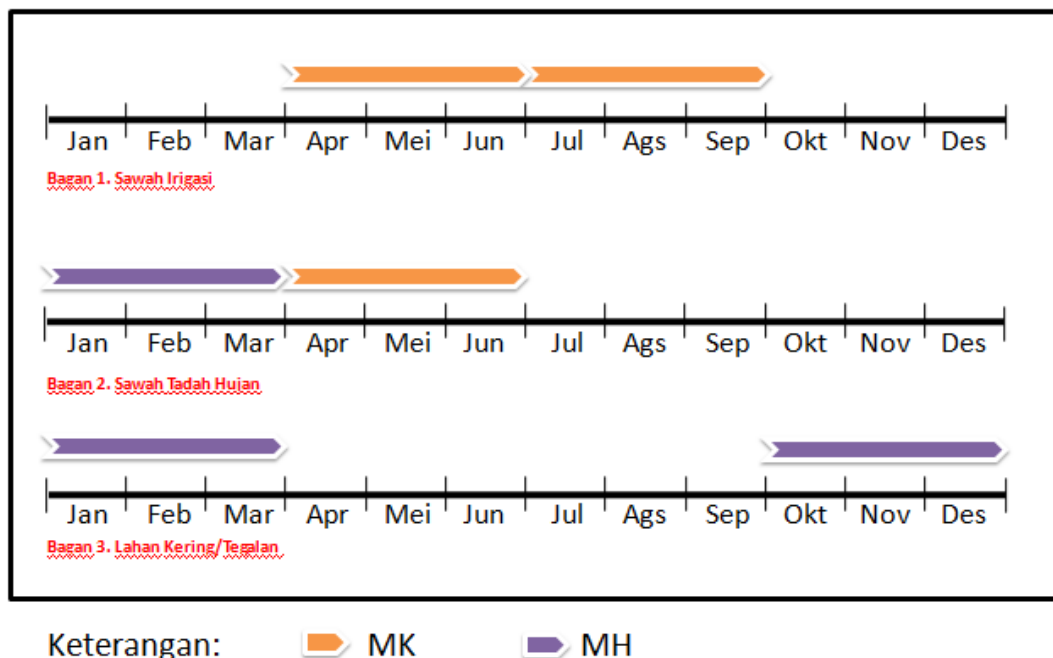 Jan Feb Mar Apr Mei Jun Jul Ags Sep Okt Nov Des
Bagan 1. Sawah Irigasi
Jan Feb Mar Apr Mei Jun Jul Ags Sep Okt Nov Des
Bagan 2. Sawah Tadah Hujan
Jan Feb Mar Apr Mei Jun Jul Ags Sep Okt Nov Des
Bagan 3. Lahan Kering/Tegalan
Keterangan: MK MH